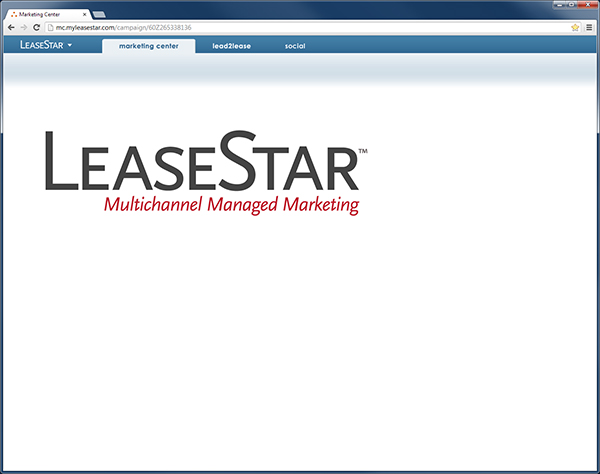 Marketing Center
mc.myleasestar.com/campaign/60Z265338136
LEASESTAR marketing center lead2lease social
LEASESTAR™
Multichannel Managed Marketing